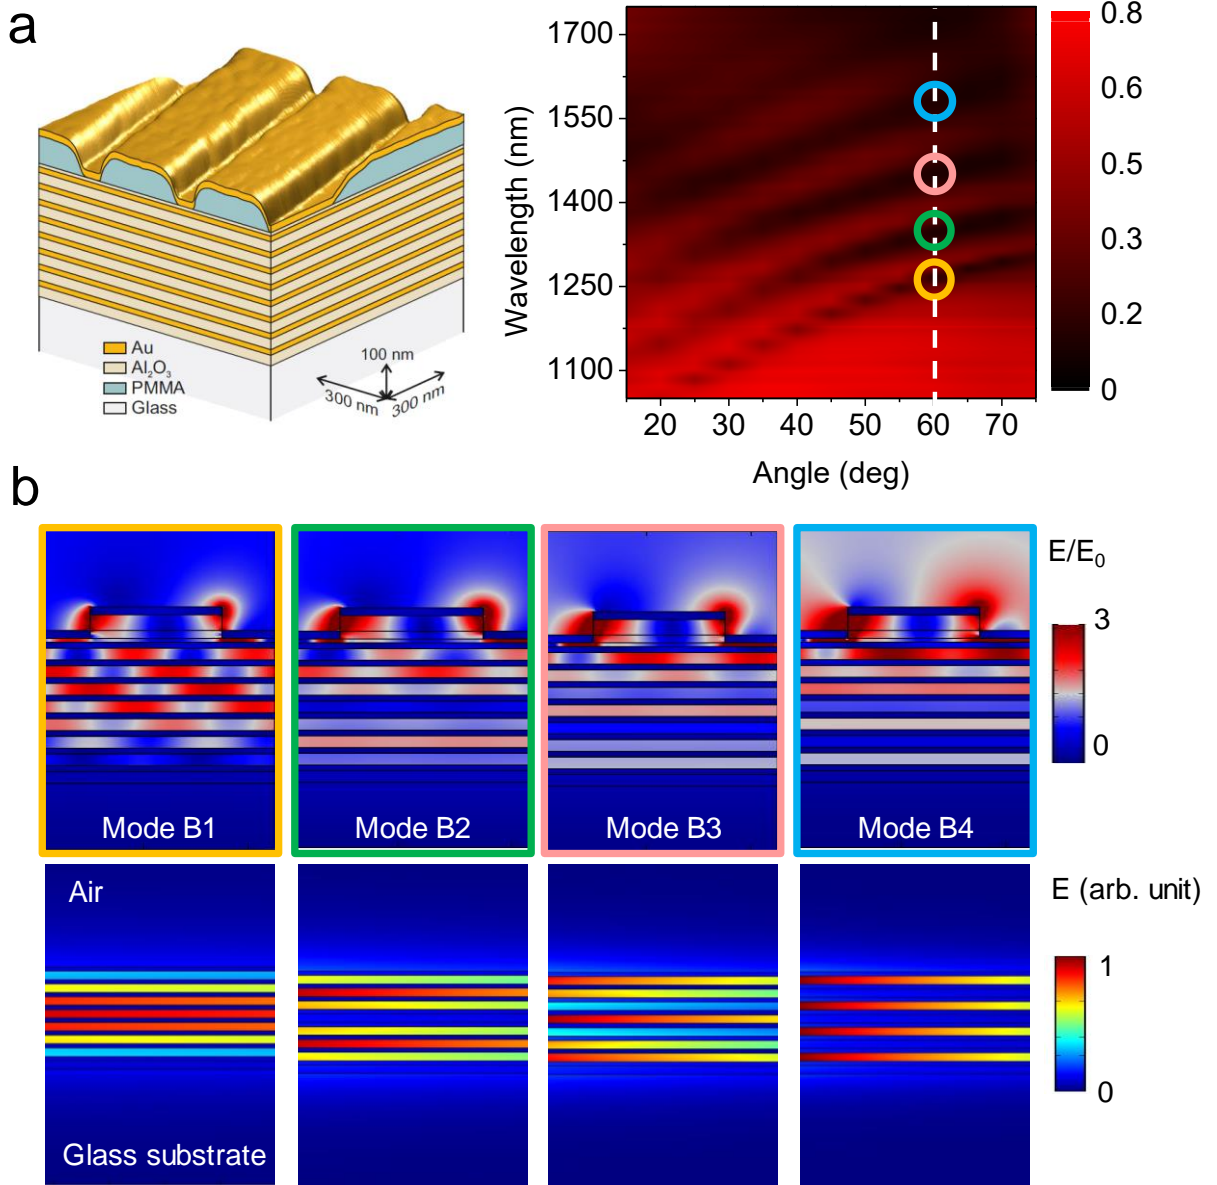 a
Au
Al₂O₃
PMMA
Glass
100 nm
300 nm
300 nm
Wavelength (nm)
1700
1550
1400
1250
1100
20 30 40 50 60 70
Angle (deg)
0.8
0.6
0.5
0.3
0.2
0
b
Mode B1
Mode B2
Mode B3
Mode B4
E/E₀
3
0
Air
Glass substrate
E (arb. unit)
1
0